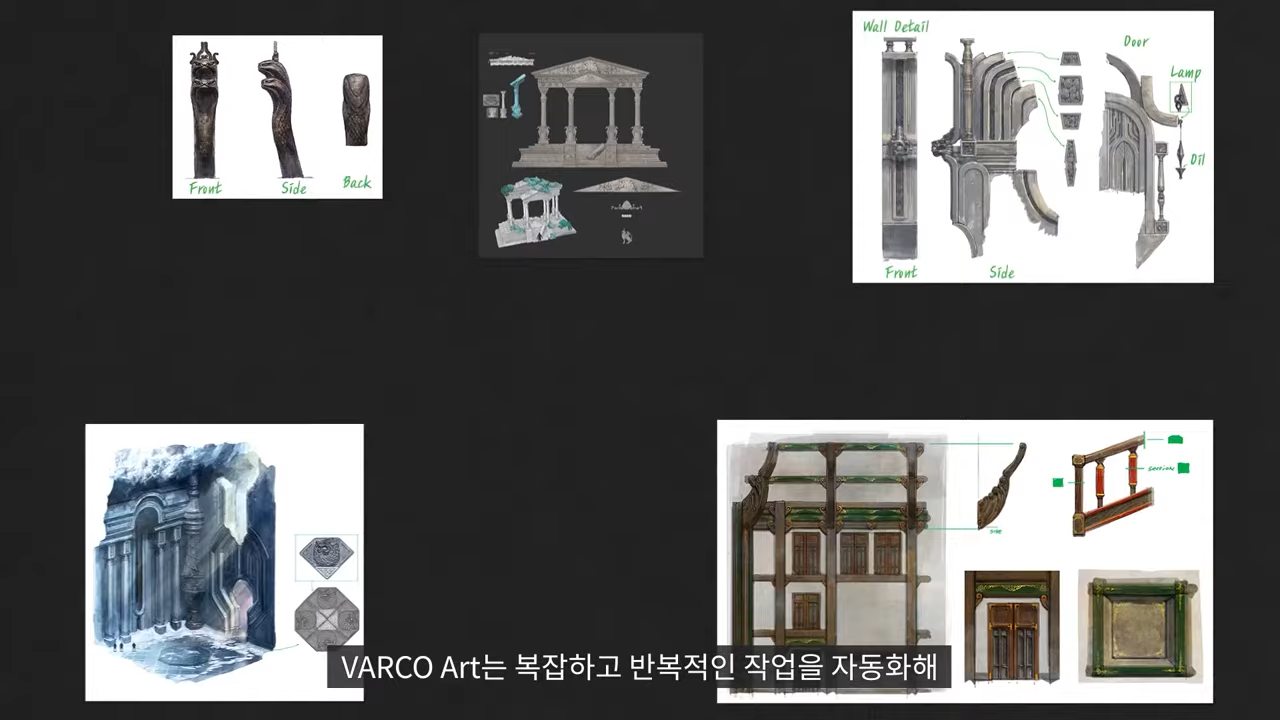 Front
Side
Back
Wall Detail
Door
Lamp
Front
Side
SIDE
SECTION
VARCO Art는 복잡하고 반복적인 작업을 자동화해